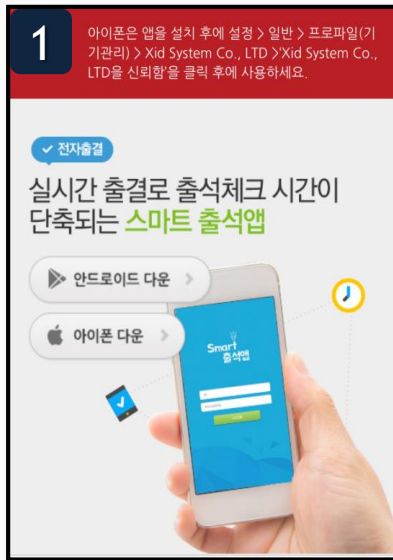 1
아이폰은 앱을 설치 후에 설정 > 일반 > 프로파일(기
기관리) > Xid System Co., LTD >'Xid System Co.,
LTD을 신뢰함'을 클릭 후에 사용하세요.
전자출결
실시간 출결로 출석체크 시간이
단축되는 스마트 출석앱
안드로이드 다운 >
아이폰 다운 >
Smart
출석앱